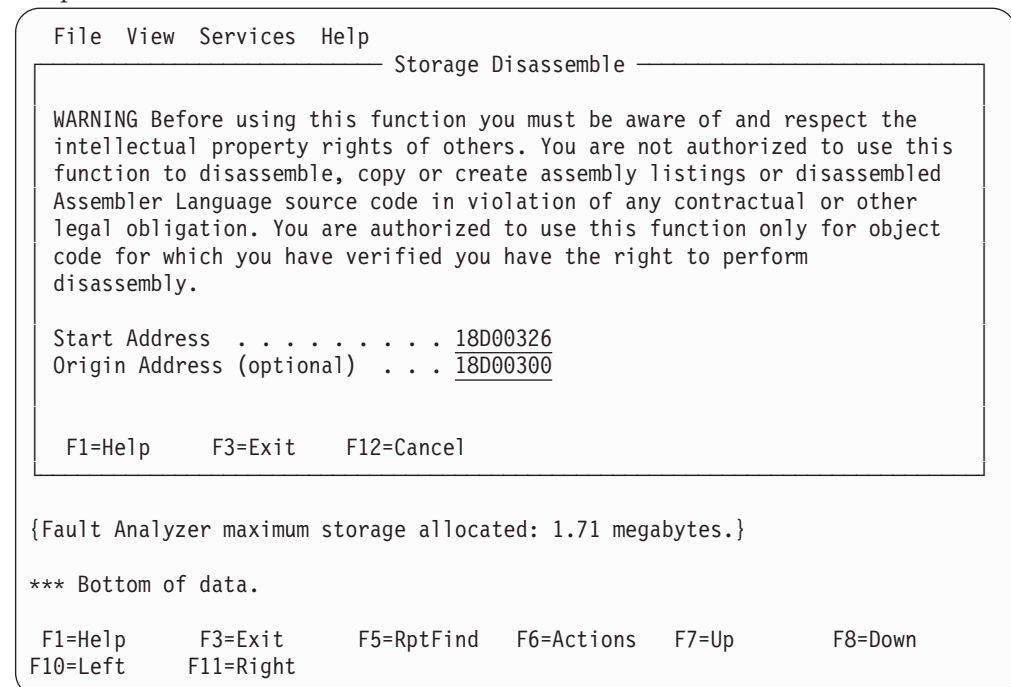 File View Services Help
Storage Disassemble
WARNING Before using this function you must be aware of and respect the
intellectual property rights of others. You are not authorized to use this
function to disassemble, copy or create assembly listings or disassembled
Assembler Language source code in violation of any contractual or other
legal obligation. You are authorized to use this function only for object
code for which you have verified you have the right to perform
disassembly.
Start Address . . . . . . . . . 18D00326
Origin Address (optional) . . . 18D00300
F1=Help F3=Exit F12=Cancel
{Fault Analyzer maximum storage allocated: 1.71 megabytes.}
*** Bottom of data.
F1=Help F3=Exit F5=RptFind F6=Actions F7=Up F8=Down
F10=Left F11=Right